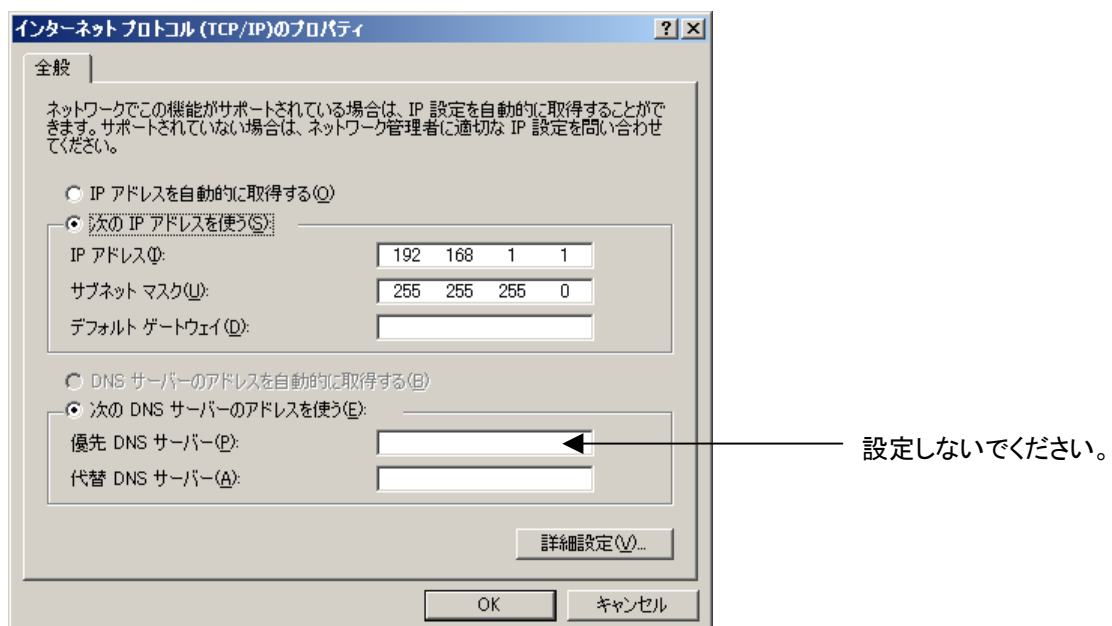 インターネット プロトコル (TCP/IP)のプロパティ
全般
ネットワークでこの機能がサポートされている場合は、IP 設定を自動的に取得することがで
きます。サポートされていない場合は、ネットワーク管理者に適切な IP 設定を問い合わせ
てください。
IP アドレスを自動的に取得する(O)
次の IP アドレスを使う(S):
IP アドレス(I): 192 168 1 1
サブネット マスク(U): 255 255 255 0
デフォルト ゲートウェイ(D):
DNS サーバーのアドレスを自動的に取得する(B)
次の DNS サーバーのアドレスを使う(E):
優先 DNS サーバー(P):
設定しないでください。
代替 DNS サーバー(A):
詳細設定(V)...
OK キャンセル